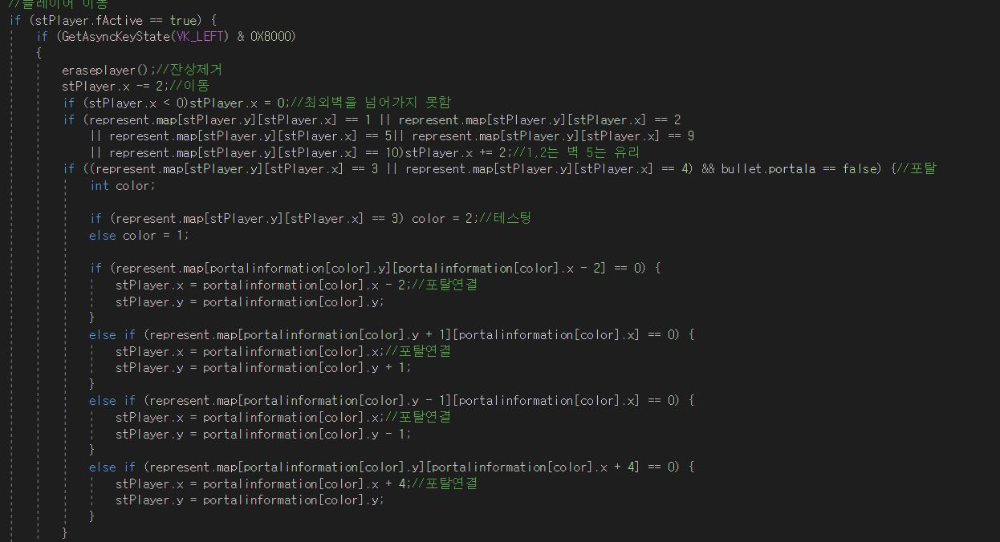 //플레이어 이동
if (stPlayer.fActive == true) {
if (GetAsyncKeyState(VK_LEFT) & 0X8000)
{
eraseplayer();//잔상제거
stPlayer.x -= 2;//이동
if (stPlayer.x < 0)stPlayer.x = 0;//최외벽을 넘어가지 못함
if (represent.map[stPlayer.y][stPlayer.x] == 1 || represent.map[stPlayer.y][stPlayer.x] == 2
|| represent.map[stPlayer.y][stPlayer.x] == 5|| represent.map[stPlayer.y][stPlayer.x] == 9
|| represent.map[stPlayer.y][stPlayer.x] == 10)stPlayer.x += 2;//1,2는 벽 5는 유리
if ((represent.map[stPlayer.y][stPlayer.x] == 3 || represent.map[stPlayer.y][stPlayer.x] == 4) && bullet.portala == false) {//포탈
int color;
if (represent.map[stPlayer.y][stPlayer.x] == 3) color = 2;//테스팅
else color = 1;
if (represent.map[portalinformation[color].y][portalinformation[color].x - 2] == 0) {
stPlayer.x = portalinformation[color].x - 2;//포탈연결
stPlayer.y = portalinformation[color].y;
}
else if (represent.map[portalinformation[color].y + 1][portalinformation[color].x] == 0) {
stPlayer.x = portalinformation[color].x;//포탈연결
stPlayer.y = portalinformation[color].y + 1;
}
else if (represent.map[portalinformation[color].y - 1][portalinformation[color].x] == 0) {
stPlayer.x = portalinformation[color].x;//포탈연결
stPlayer.y = portalinformation[color].y - 1;
}
else if (represent.map[portalinformation[color].y][portalinformation[color].x + 4] == 0) {
stPlayer.x = portalinformation[color].x + 4;//포탈연결
stPlayer.y = portalinformation[color].y;
}
}